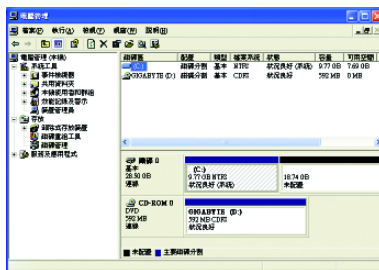 電腦管理
檔案(F) 執行(A) 檢視(V) 視窗(W) 說明(H)
電腦管理 (本機)
系統工具
事件檢視器
共用資料夾
本機使用者和群組
效能記錄及警示
裝置管理員
存放
卸除式存放裝置
磁碟重組工具
磁碟管理
服務及應用程式
磁碟區 配置 類型 檔案系統 狀態 容量 可用空間
(C:) 磁碟分割 基本 NTFS 狀況良好 (系統) 9.77 GB 7.69 GB
GIGABYTE (D:) 磁碟分割 基本 CDFS 狀況良好 592 MB 0 MB
磁碟 0
基本
28.50 GB
連線
(C:)
9.77 GB NTFS
狀況良好 (系統)
18.74 GB
未配置
CD-ROM 0
DVD
592 MB
連線
GIGABYTE (D:)
592 MB CDFS
狀況良好
未配置 主要磁碟分割